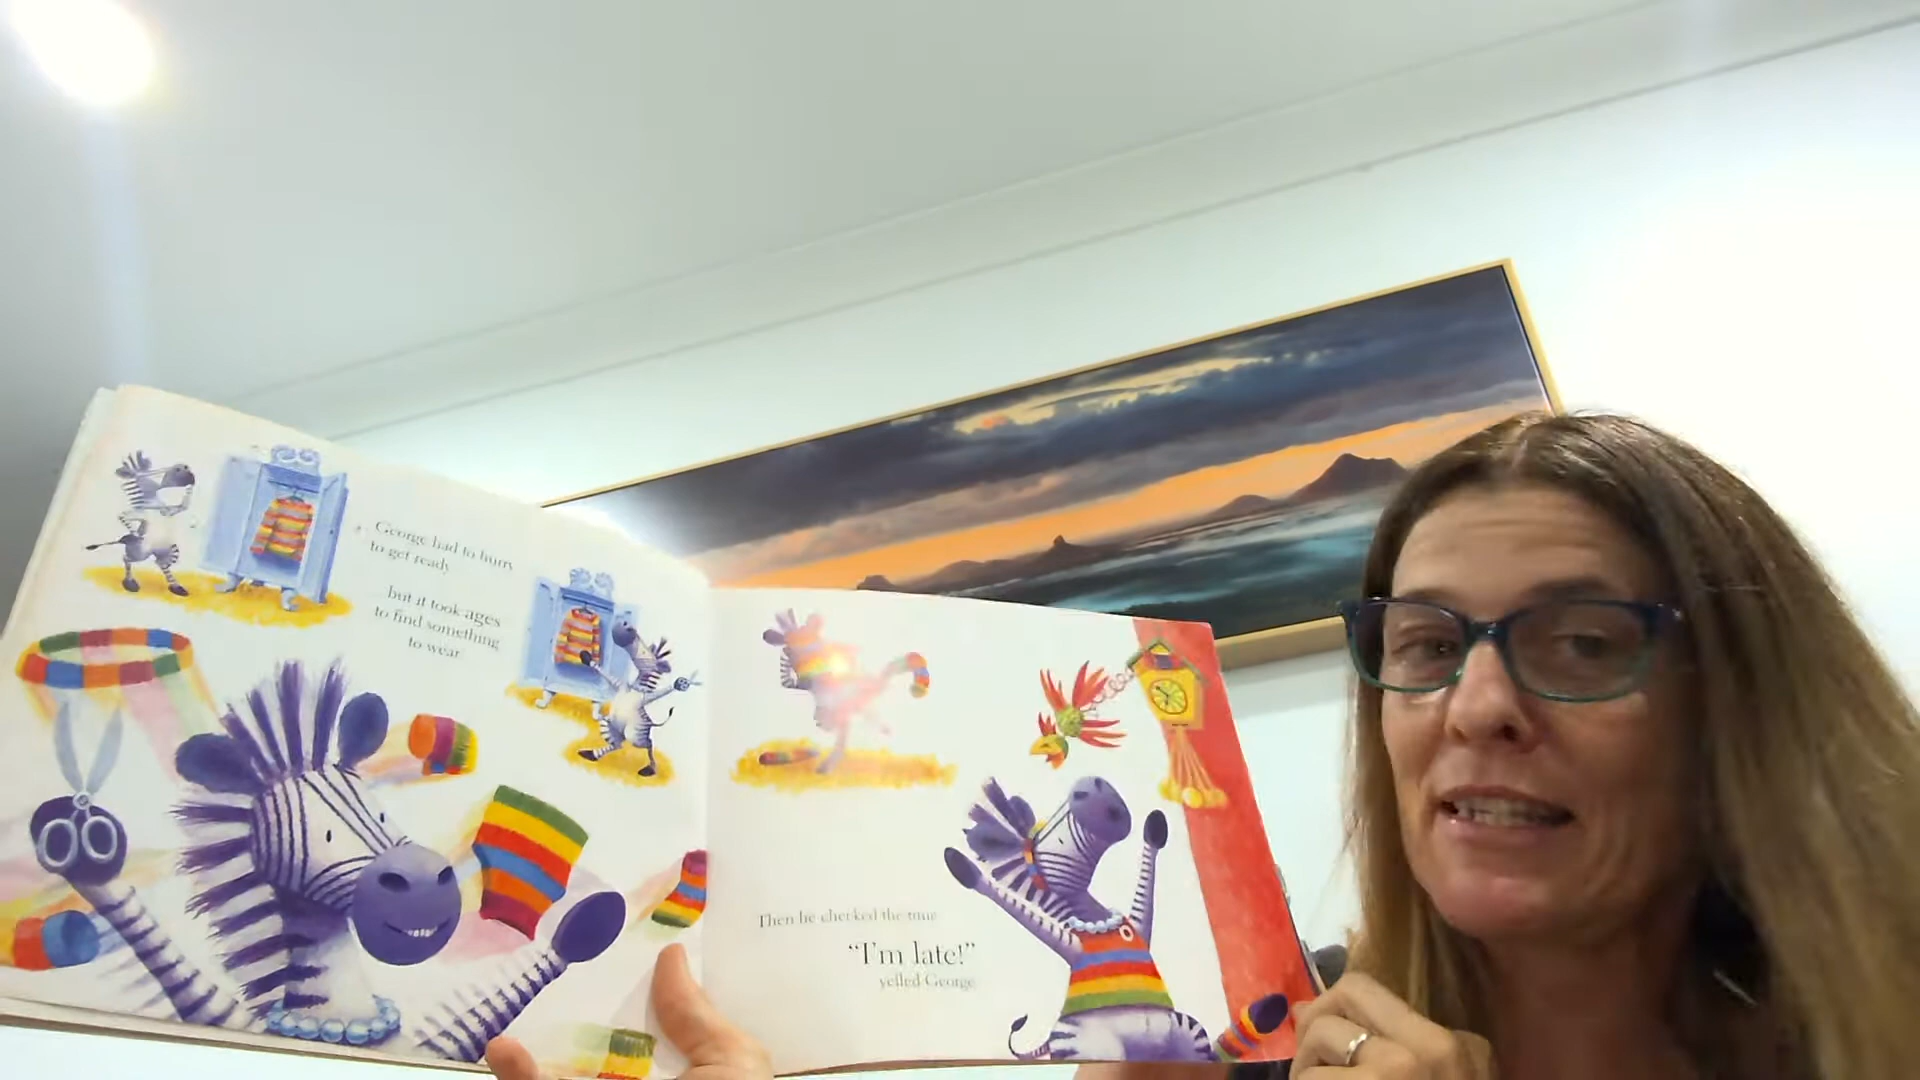 George had to hurry
to get ready
but it took ages
to find something
to wear.
Then he checked the time.
"I'm late!"
yelled George.